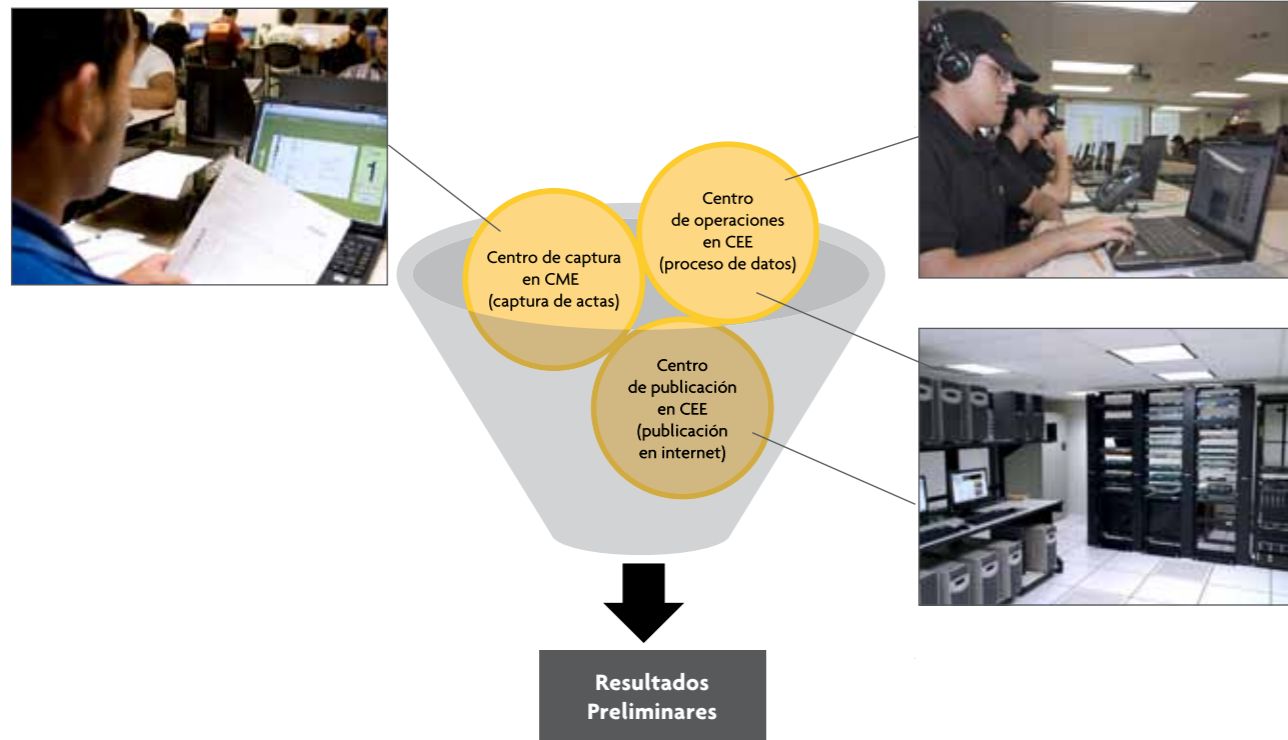 Centro de captura
en CME
(captura de actas)
Centro
de operaciones
en CEE
(proceso de datos)
Centro
de publicación
en CEE
(publicación
en internet)
Resultados
Preliminares